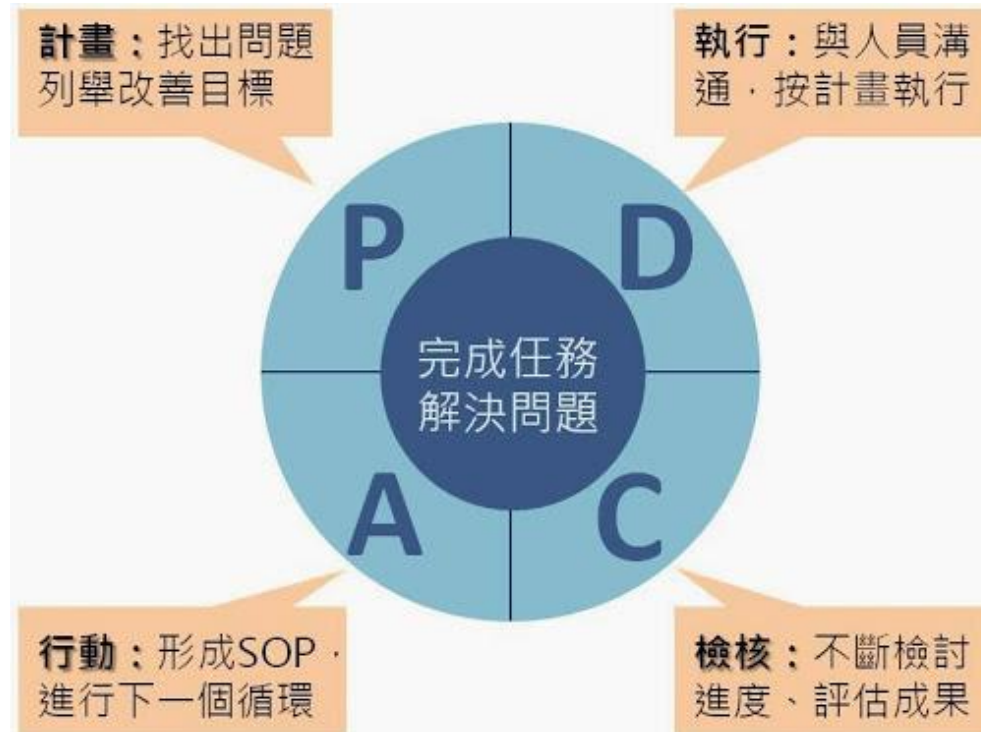 計畫：找出問題
列舉改善目標
執行：與人員溝
通，按計畫執行
P
D
完成任務
解決問題
A
C
行動：形成SOP，
進行下一個循環
檢核：不斷檢討
進度、評估成果